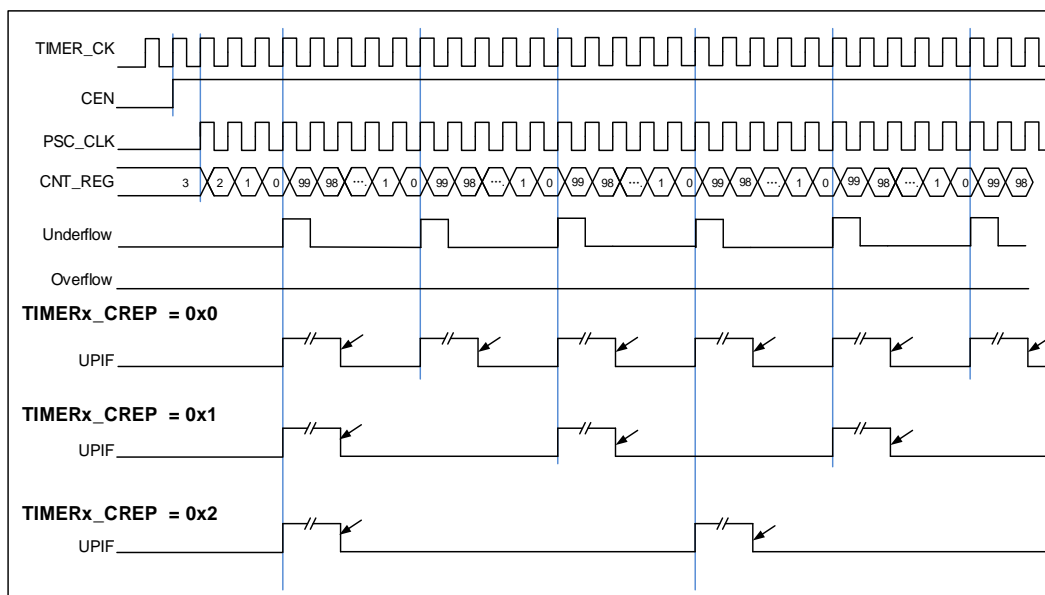 TIMER_CK
CEN
PSC_CLK
CNT_REG 3 2 1 0 99 98 .... 1 0 99 98 .... 1 0 99 98 .... 1 0 99 98 .... 1 0 99 98 .... 1 0 99 98
Underflow
Overflow
TIMERx_CREP = 0x0
UPIF
TIMERx_CREP = 0x1
UPIF
TIMERx_CREP = 0x2
UPIF